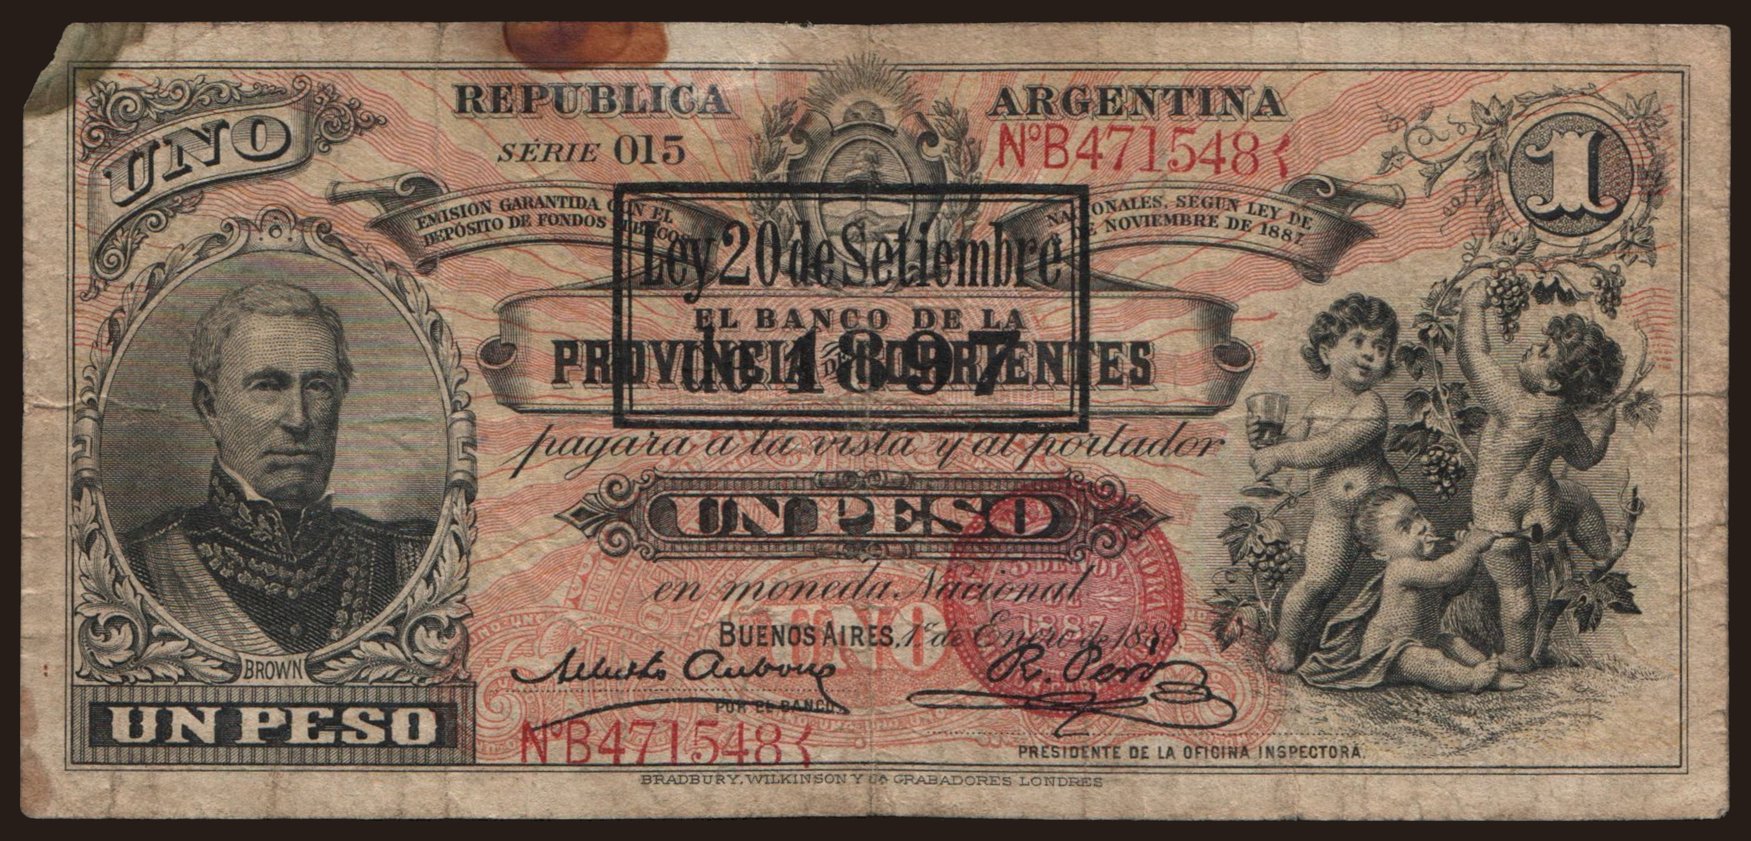 UNO
REPUBLICA ARGENTINA
SÉRIE 015
NºB471548
1
EMISION GARANTIDA CON EL
DEPÓSITO DE FONDOS PUBLICOS
NACIONALES, SEGUN LEY DE
NOVIEMBRE DE 1887
Ley 20 de Setiembre
de 1897
EL BANCO DE LA
PROVINCIA DE CORRIENTES
pagará a la vista y al portador
UN PESO
en moneda Nacional
UNO
1887
BUENOS AIRES, 1º de Enero de 1888
BROWN
UN PESO
POR EL BANCO
NºB471548
PRESIDENTE DE LA OFICINA INSPECTORA.
BRADBURY, WILKINSON Y Ca GRABADORES LONDRES